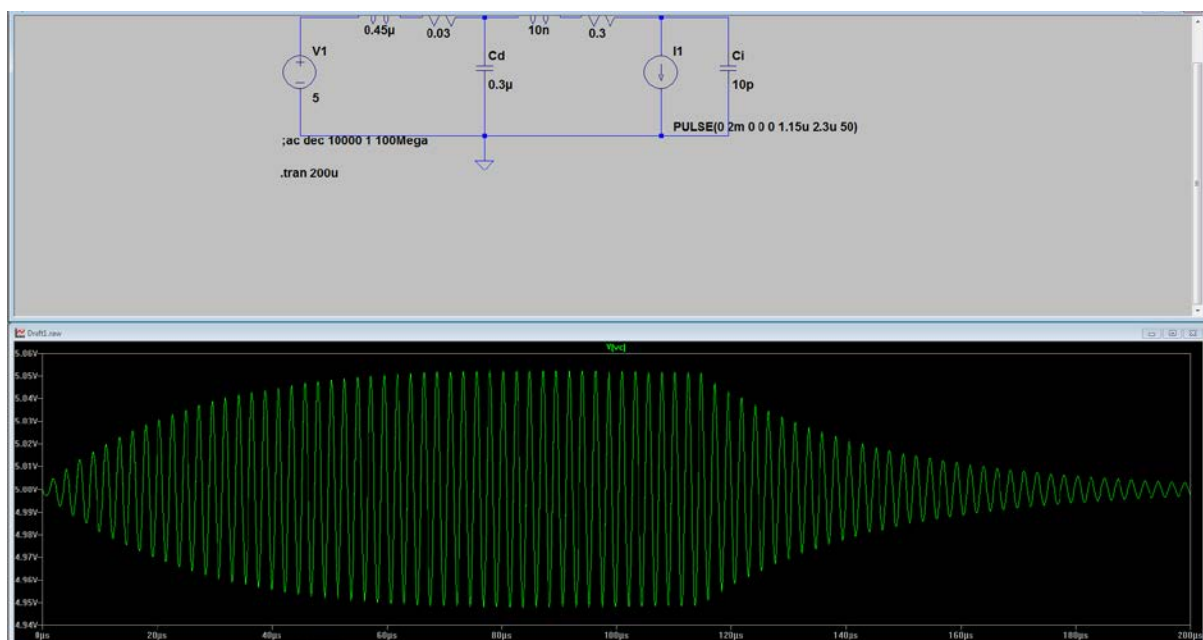 0.45µ 0.03 10n 0.3
V1 Cd I1 Ci
0.3µ 10p
5
PULSE(0 2m 0 0 0 1.15u 2.3u 50)
;ac dec 10000 1 100Mega
.tran 200u
Draft1.raw
V(vc)
5.06V
5.05V
5.04V
5.03V
5.02V
5.01V
5.00V
4.99V
4.98V
4.97V
4.96V
4.95V
4.94V
0µs 20µs 40µs 60µs 80µs 100µs 120µs 140µs 160µs 180µs 200µs